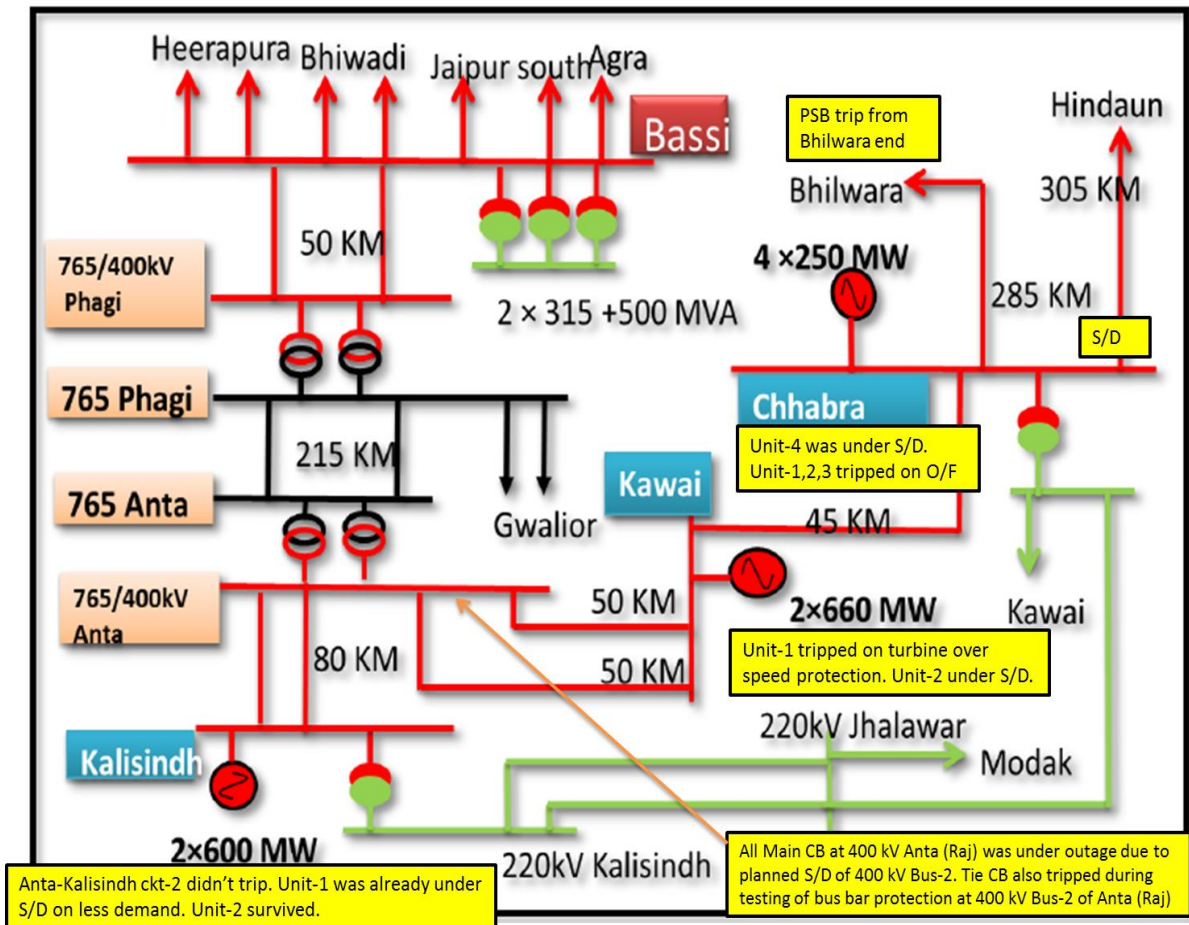 Heerapura
Bhiwadi
Jaipur south
Agra
Bassi
PSB trip from
Bhilwara end
Hindaun
Bhilwara
305 KM
50 KM
765/400kV
Phagi
4 ×250 MW
285 KM
2 × 315 +500 MVA
S/D
765 Phagi
Chhabra
215 KM
Unit-4 was under S/D.
Unit-1,2,3 tripped on O/F
Kawai
765 Anta
Gwalior
45 KM
765/400kV
Anta
50 KM
2×660 MW
Kawai
80 KM
50 KM
Unit-1 tripped on turbine over
speed protection. Unit-2 under S/D.
220kV Jhalawar
Kalisindh
Modak
2×600 MW
220kV Kalisindh
Anta-Kalisindh ckt-2 didn’t trip. Unit-1 was already under
S/D on less demand. Unit-2 survived.
All Main CB at 400 kV Anta (Raj) was under outage due to
planned S/D of 400 kV Bus-2. Tie CB also tripped during
testing of bus bar protection at 400 kV Bus-2 of Anta (Raj)